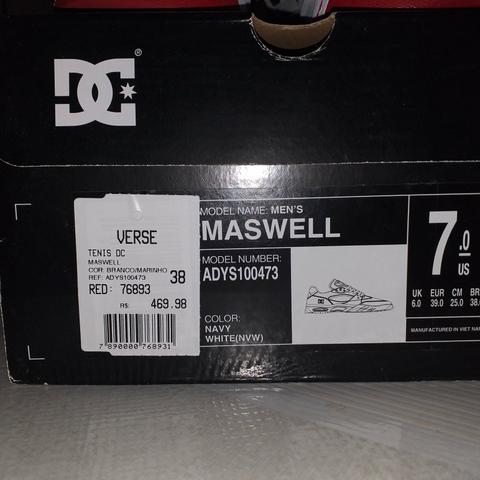 DC
®
VERSE
TENIS DC
MASWELL
COR: BRANCO/MARINHO
REF: ADYS100473
38
RED: 76893
R$: 469.98
7 890000 768931
MODEL NAME: MEN'S
MASWELL
MODEL NUMBER:
ADYS100473
COLOR:
NAVY
WHITE(NVW)
7.0
US
UK EUR CM BR
6.0 39.0 25.0 38.
MANUFACTURED IN VIET NA